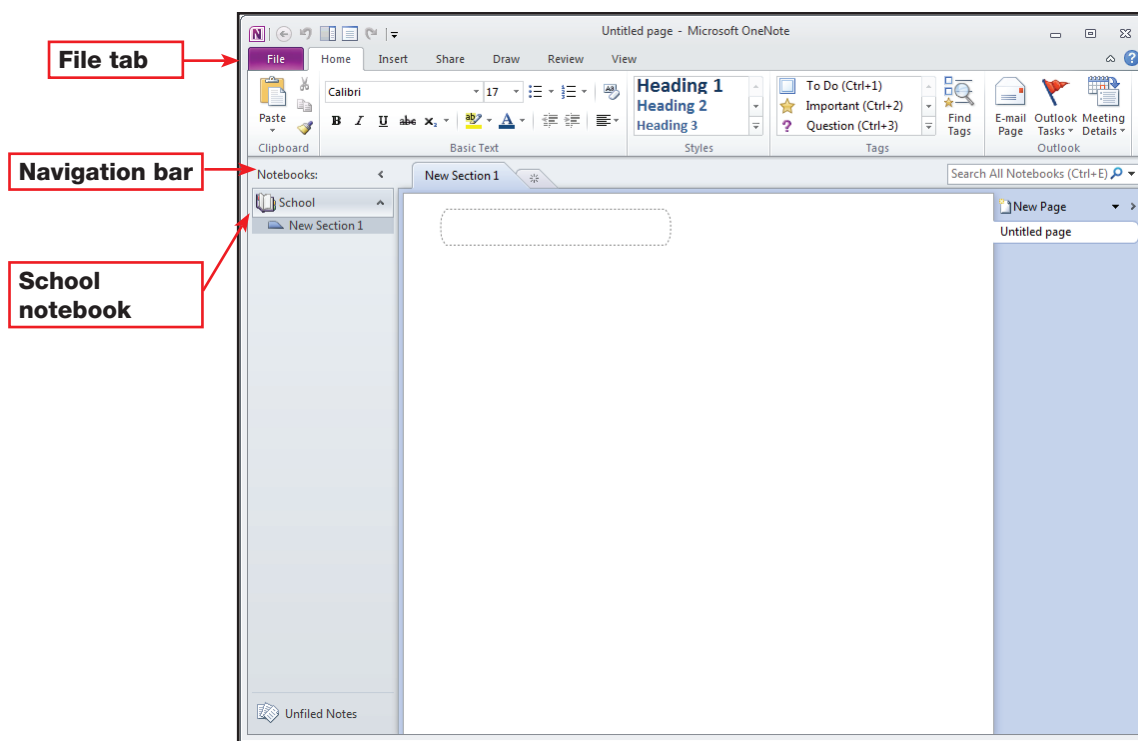 Untitled page - Microsoft OneNote
File tab
File Home Insert Share Draw Review View
Calibri 17
Heading 1
Heading 2
Heading 3
To Do (Ctrl+1)
Important (Ctrl+2)
Question (Ctrl+3)
Paste
B I U abc x₂ ab A
Find
Tags
E-mail
Page
Outlook
Tasks
Meeting
Details
Clipboard Basic Text Styles Tags Outlook
Navigation bar
Notebooks:
New Section 1
Search All Notebooks (Ctrl+E)
School
New Section 1
New Page
Untitled page
School
notebook
Unfiled Notes